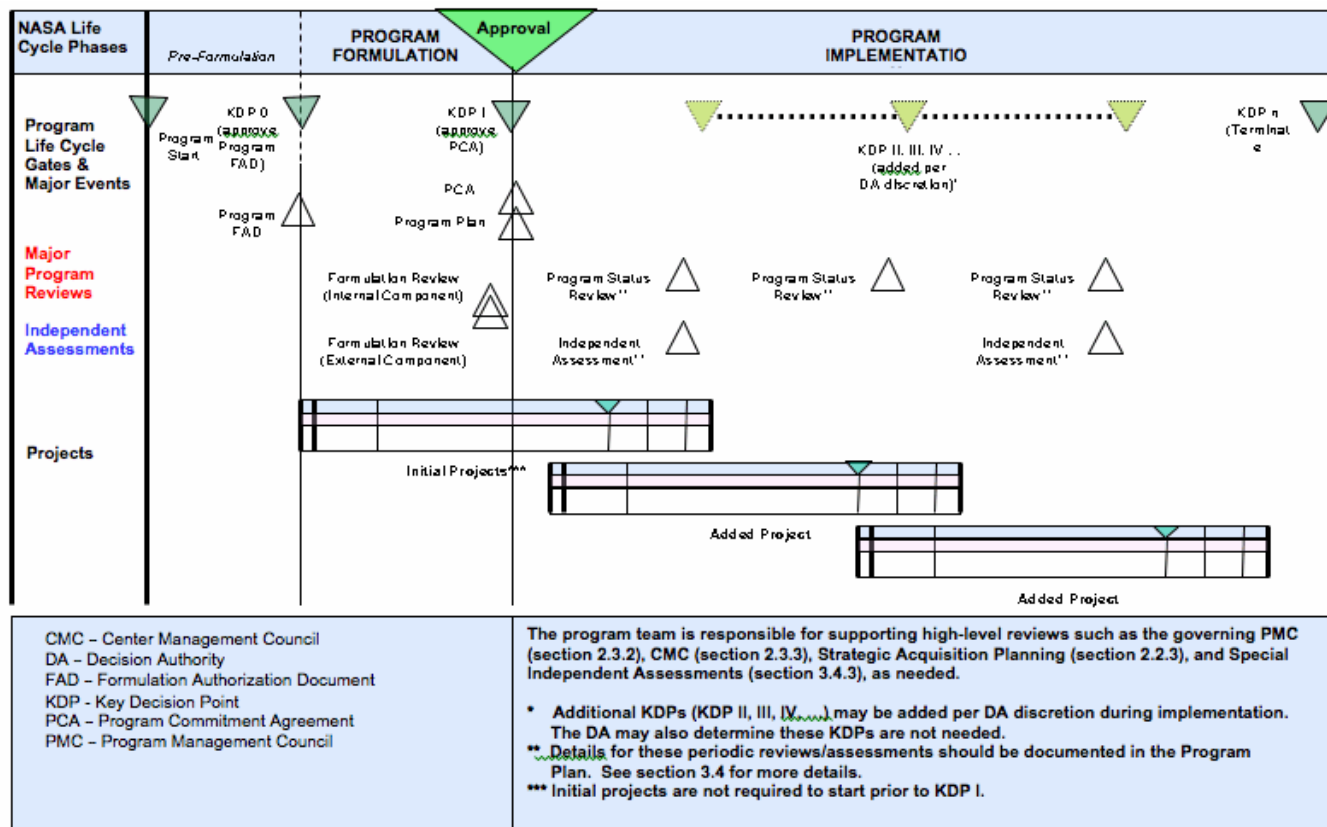 NASA Life
Cycle Phases
Pre-Formulation
PROGRAM
FORMULATION
Approval
PROGRAM
IMPLEMENTATIO
Program
Life Cycle
Gates &
Major Events
Program
Start
KDP 0
(approve
Program
FAD)
KDP I
(approve
PCA)
KDP II, III, IV . .
(added per
DA discretion)*
KDP n
(Terminat
e
Program
FAD
PCA
Program Plan
Major
Program
Reviews
Formulation Review
(Internal Component)
Program Status
Review**
Program Status
Review**
Program Status
Review**
Independent
Assessments
Formulation Review
(External Component)
Independent
Assessment**
Independent
Assessment**
Projects
Initial Projects***
Added Project
Added Project
CMC – Center Management Council
DA – Decision Authority
FAD – Formulation Authorization Document
KDP - Key Decision Point
PCA – Program Commitment Agreement
PMC – Program Management Council
The program team is responsible for supporting high-level reviews such as the governing PMC
(section 2.3.2), CMC (section 2.3.3), Strategic Acquisition Planning (section 2.2.3), and Special
Independent Assessments (section 3.4.3), as needed.
* Additional KDPs (KDP II, III, IV, ...) may be added per DA discretion during implementation.
The DA may also determine these KDPs are not needed.
** Details for these periodic reviews/assessments should be documented in the Program
Plan. See section 3.4 for more details.
*** Initial projects are not required to start prior to KDP I.